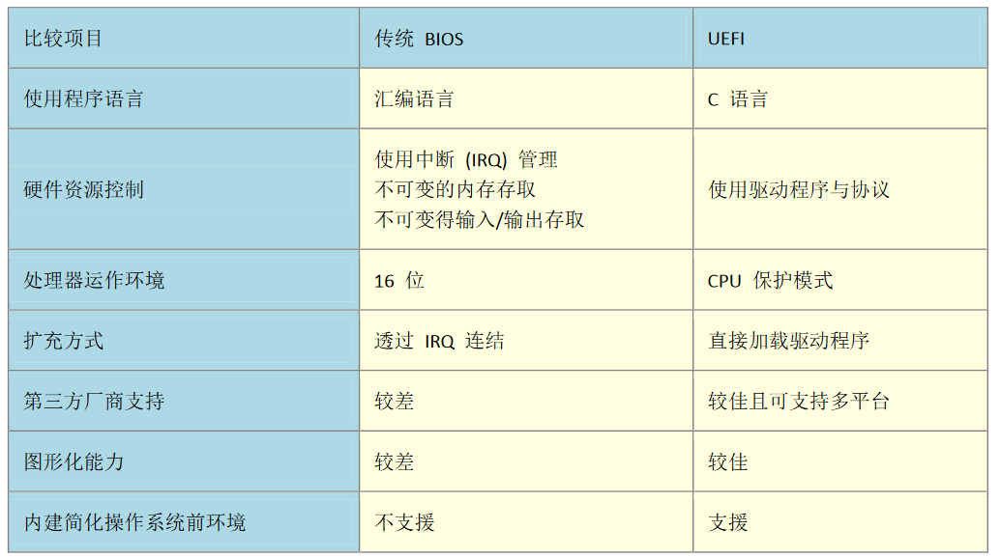 比较项目 传统 BIOS UEFI
使用程序语言 汇编语言 C 语言
硬件资源控制 使用中断 (IRQ) 管理
不可变的内存存取
不可变得输入/输出存取
使用驱动程序与协议
处理器运作环境 16 位 CPU 保护模式
扩充方式 透过 IRQ 连结 直接加载驱动程序
第三方厂商支持 较差 较佳且可支持多平台
图形化能力 较差 较佳
内建简化操作系统前环境 不支援 支援